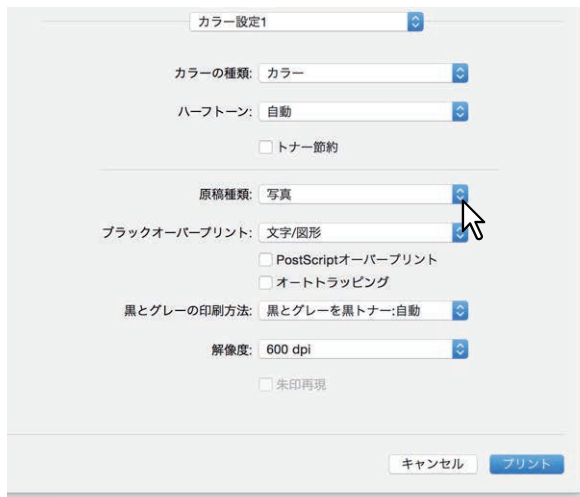 カラー設定1
カラーの種類: カラー
ハーフトーン: 自動
トナー節約
原稿種類: 写真
ブラックオーバープリント: 文字/図形
PostScriptオーバープリント
オートトラッピング
黒とグレーの印刷方法: 黒とグレーを黒トナー:自動
解像度: 600 dpi
朱印再現
キャンセル プリント